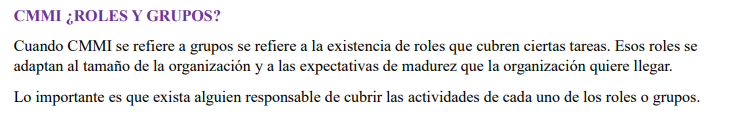 CMMI ¿ROLES Y GRUPOS?
Cuando CMMI se refiere a grupos se refiere a la existencia de roles que cubren ciertas tareas. Esos roles se
adaptan al tamaño de la organización y a las expectativas de madurez que la organización quiere llegar.
Lo importante es que exista alguien responsable de cubrir las actividades de cada uno de los roles o grupos.